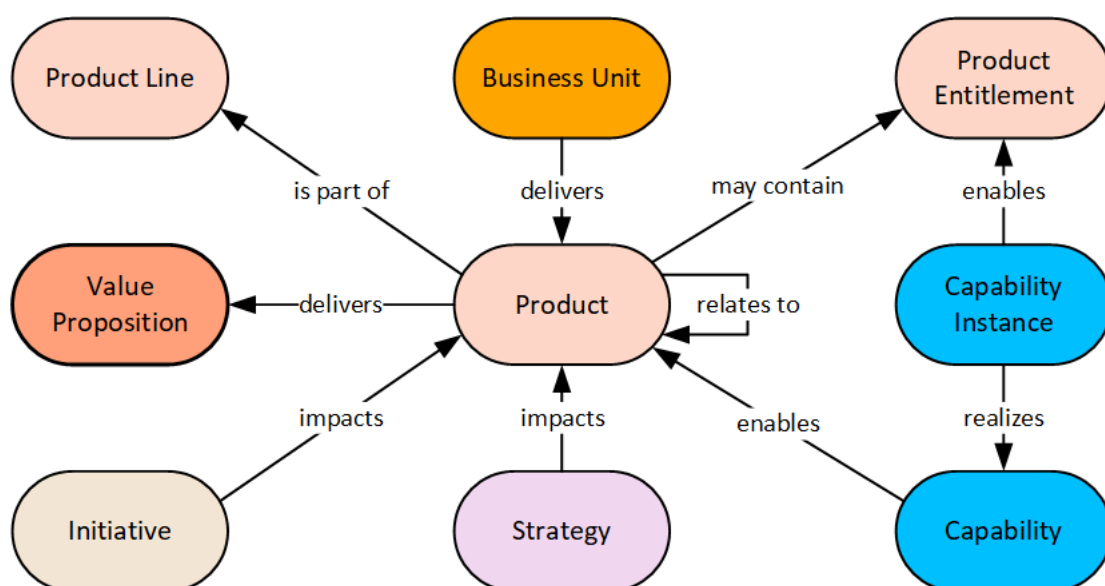 Product Line
Business Unit
Product
Entitlement
is part of
delivers
may contain
enables
Value
Proposition
delivers
Product
relates to
Capability
Instance
impacts
impacts
enables
realizes
Initiative
Strategy
Capability